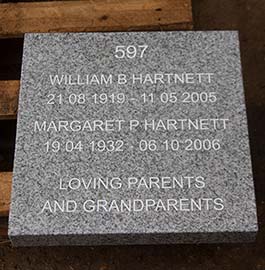 597
WILLIAM B HARTNETT
21 08 1919 - 11 05 2005
MARGARET P HARTNETT
19 04 1932 - 06 10 2006
LOVING PARENTS
AND GRANDPARENTS